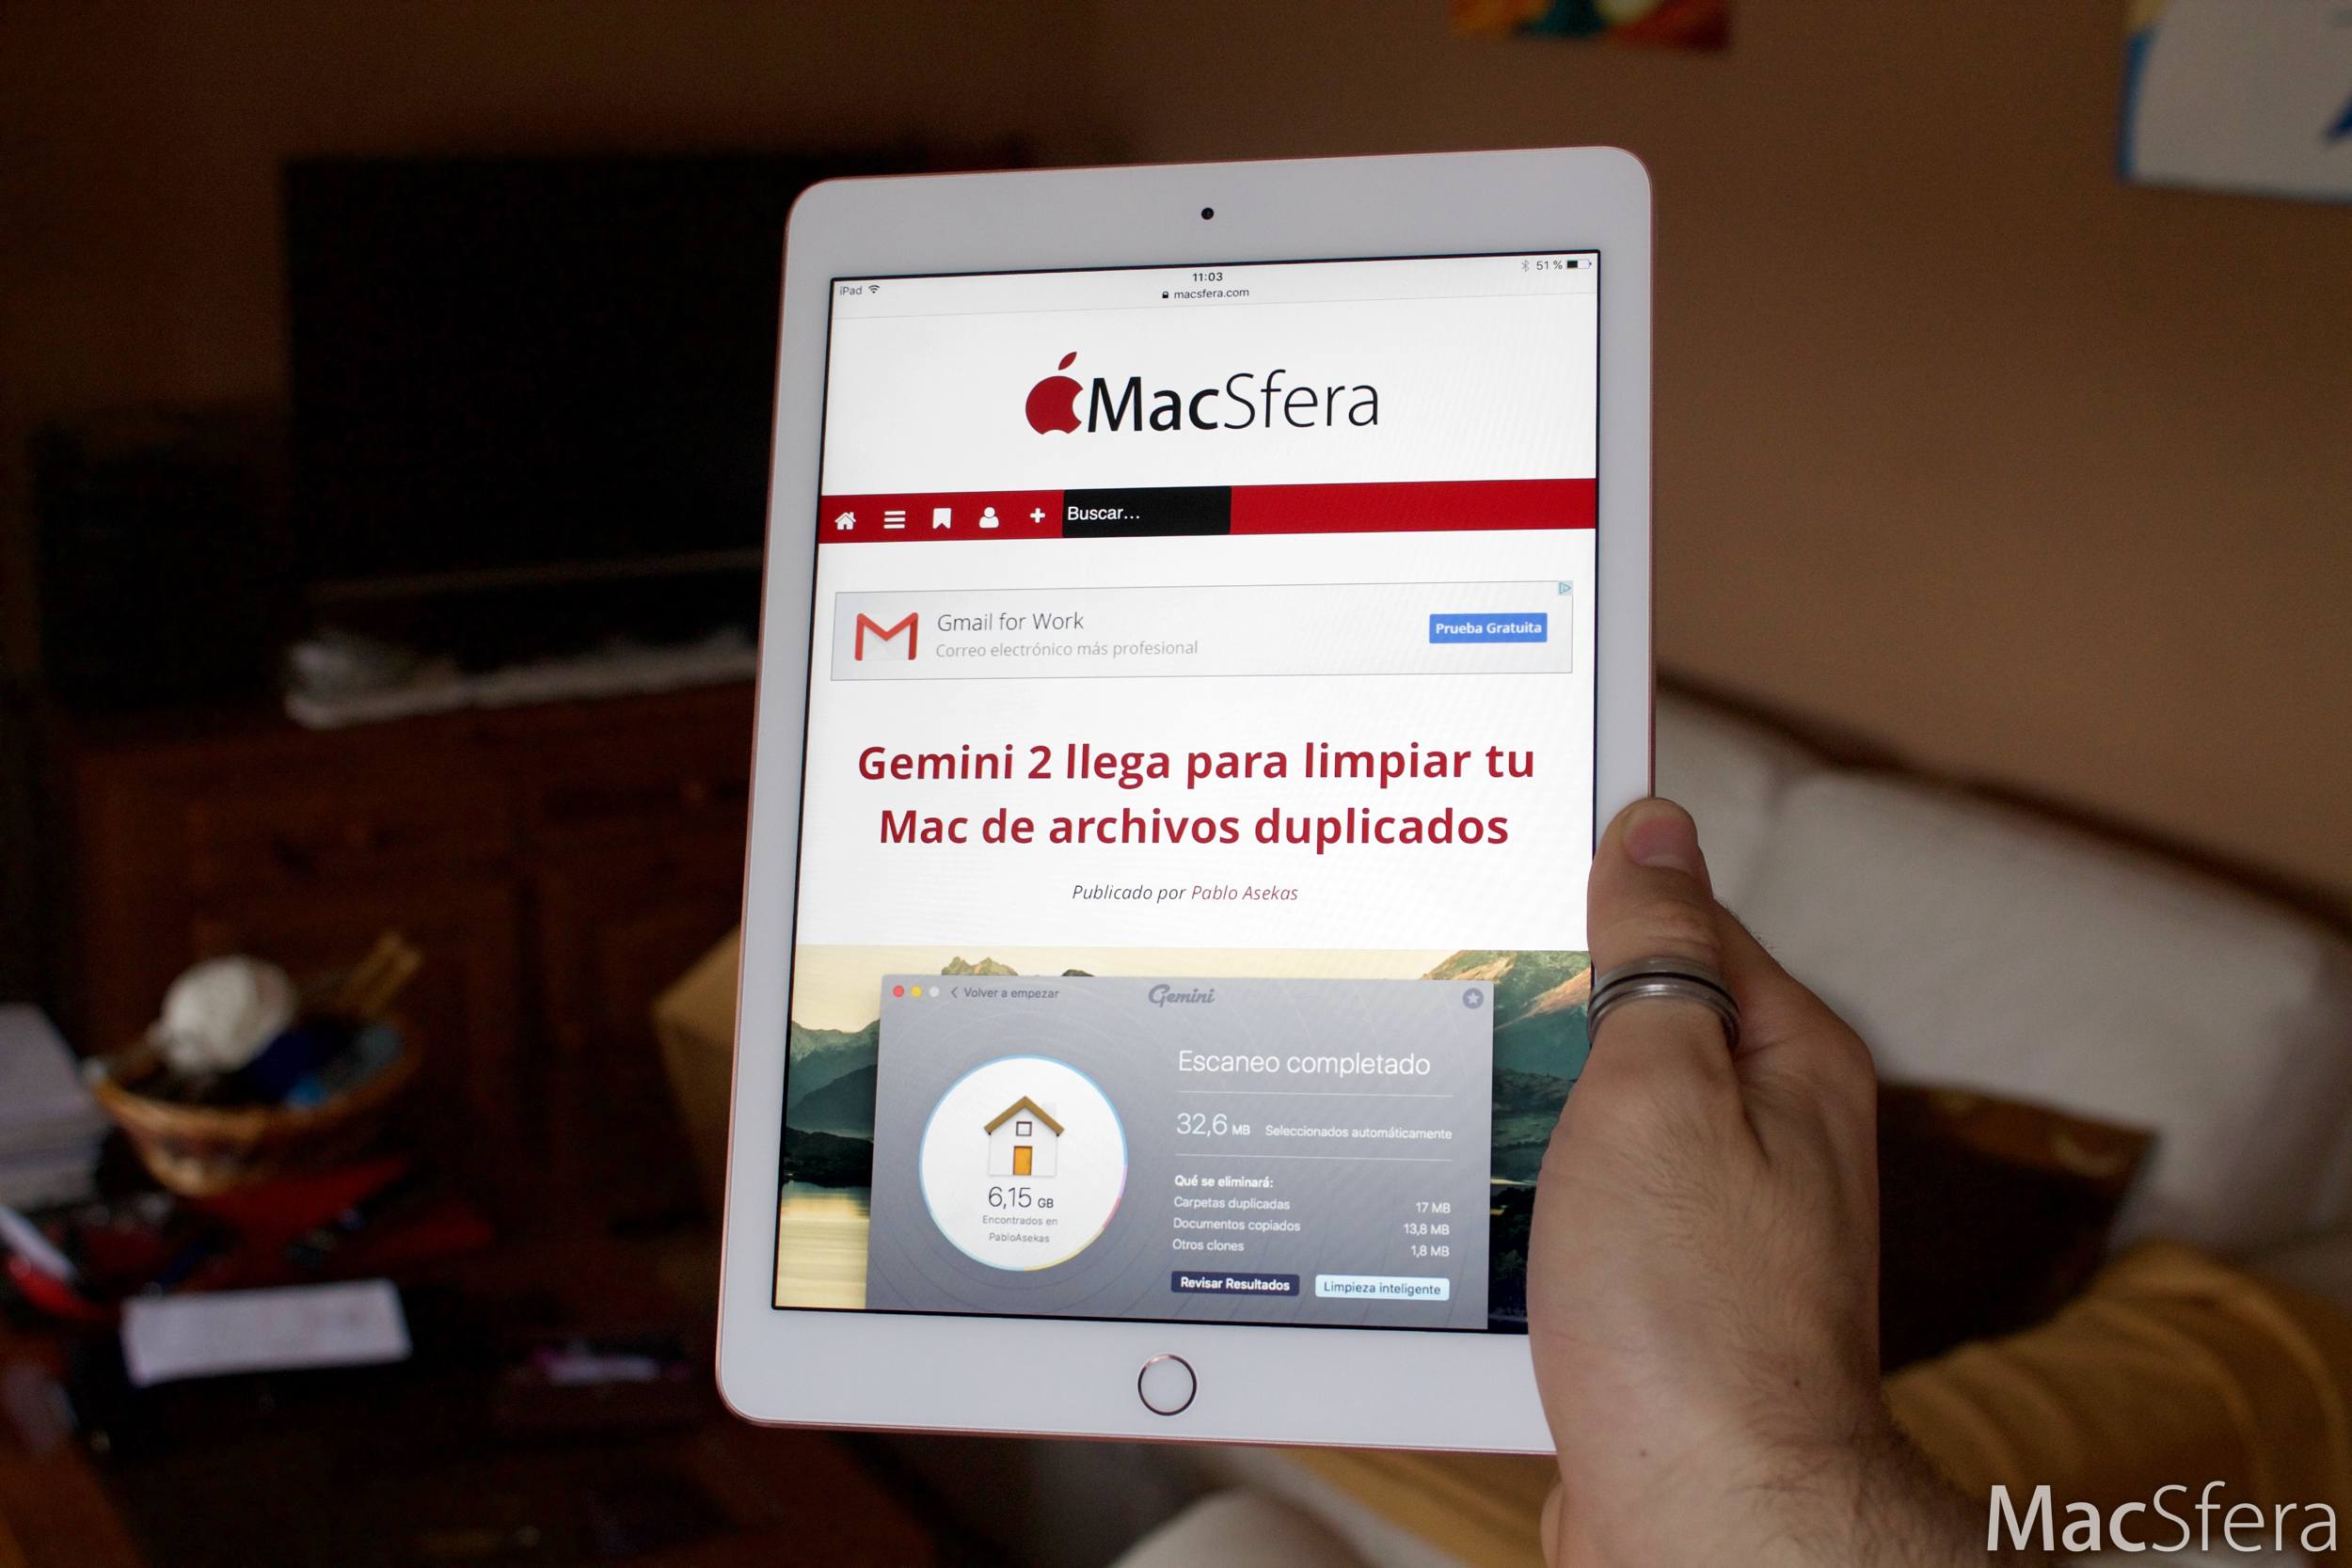 iPad
11:03
51 %
macsfera.com
MacSfera
Buscar...
Gmail for Work
Correo electrónico más profesional
Prueba Gratuita
Gemini 2 llega para limpiar tu
Mac de archivos duplicados
Publicado por Pablo Asekas
Volver a empezar
Gemini
Escaneo completado
32,6 MB Seleccionados automáticamente
6,15 GB
Encontrados en
PabloAsekas
Qué se eliminará:
Carpetas duplicadas 17 MB
Documentos copiados 13,8 MB
Otros clones 1,8 MB
Revisar Resultados
Limpieza inteligente
MacSfera